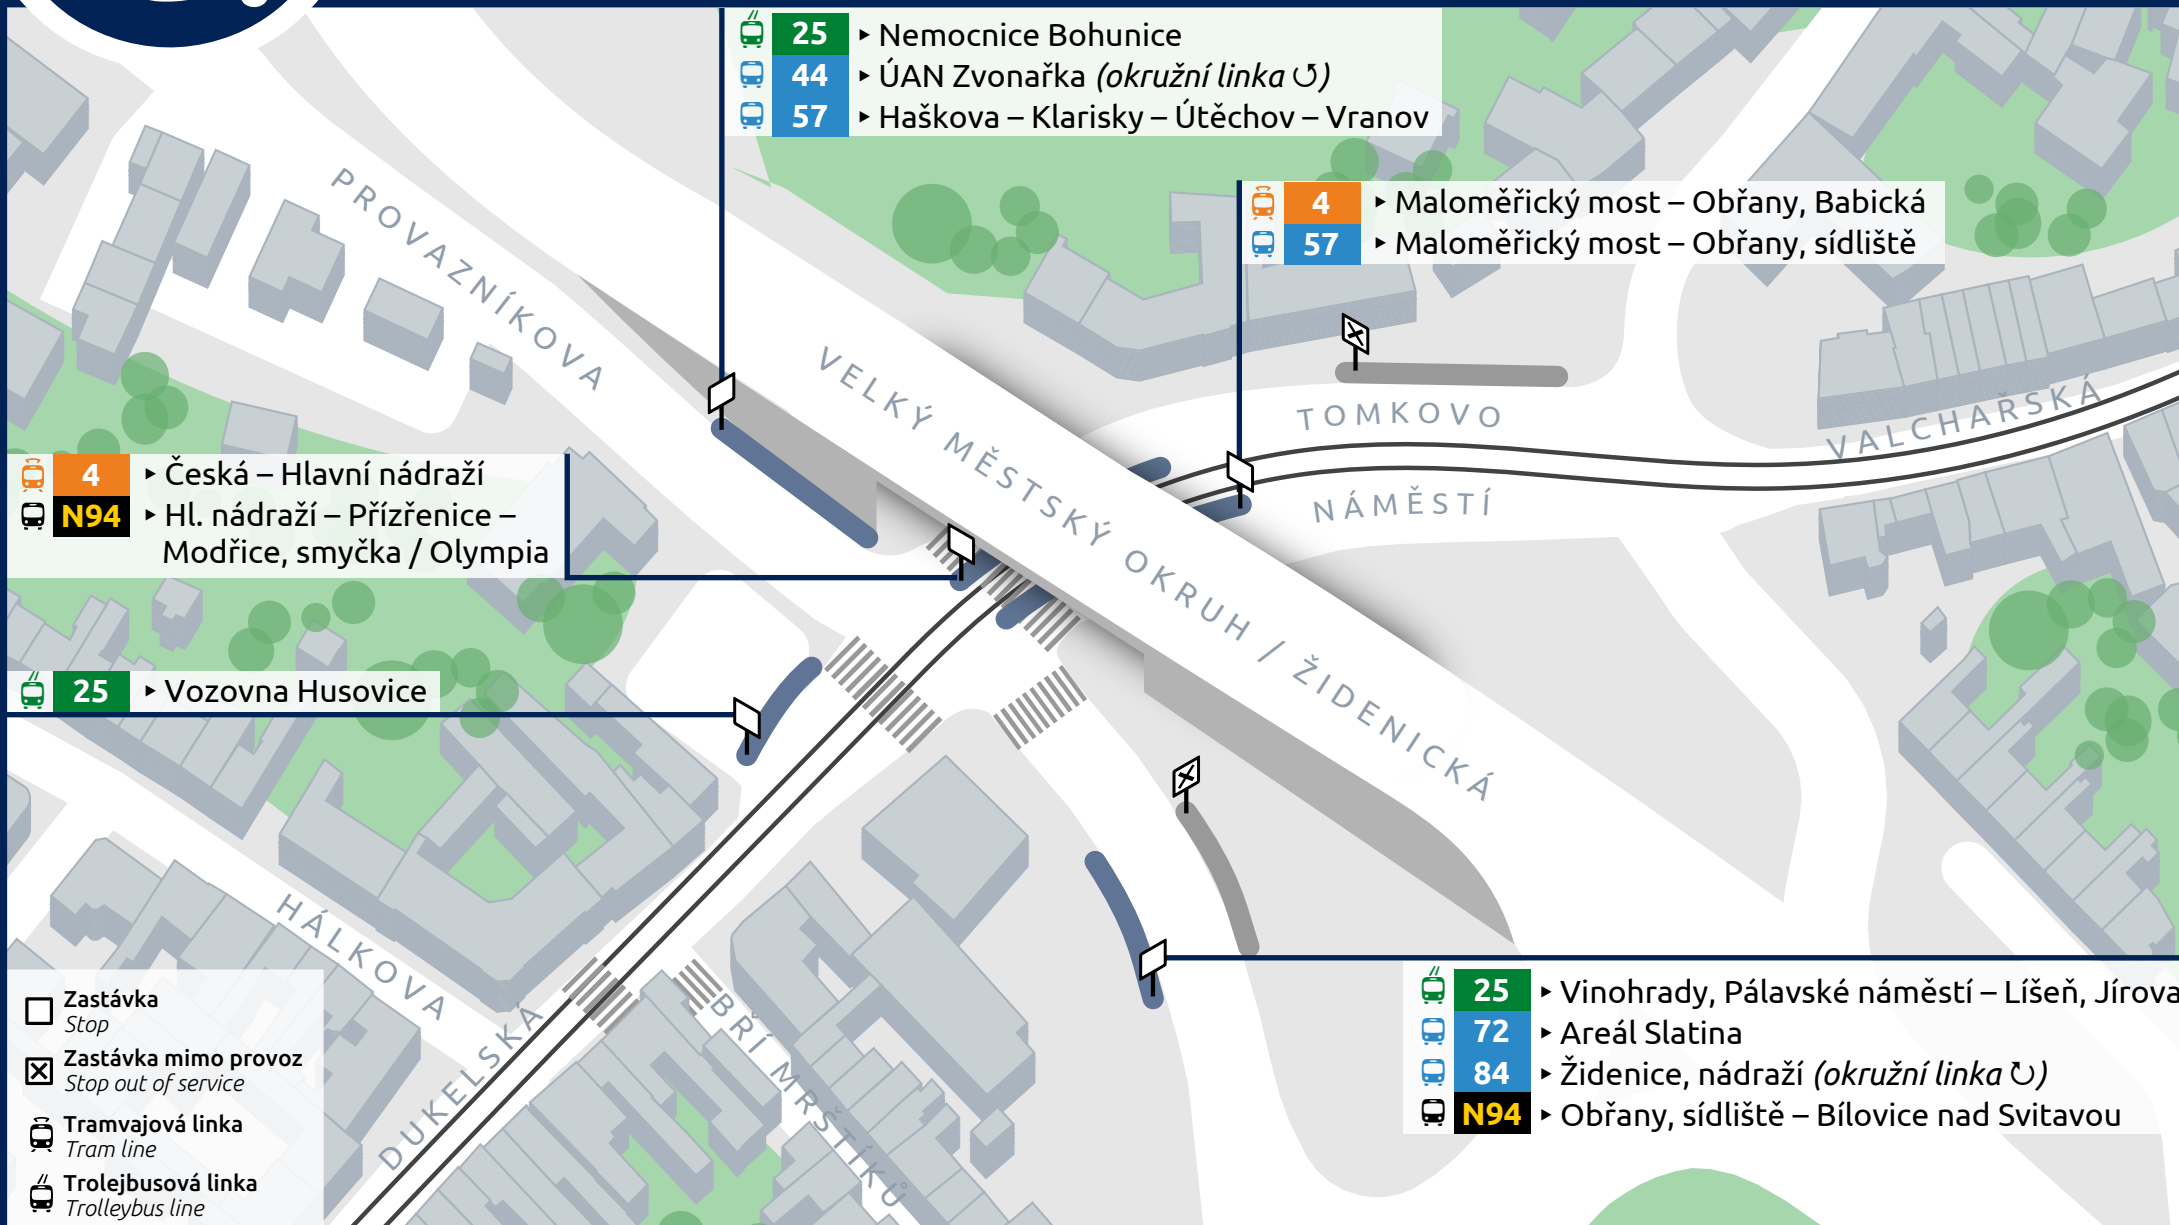 25 ▸ Nemocnice Bohunice
44 ▸ ÚAN Zvonařka (okružní linka ↺)
57 ▸ Haškova – Klarisky – Útěchov – Vranov
4 ▸ Maloměřický most – Obřany, Babická
57 ▸ Maloměřický most – Obřany, sídliště
PROVAZNÍKOVA
VELKÝ MĚSTSKÝ OKRUH / ŽIDENICKÁ
TOMKOVO
NÁMĚSTÍ
VALCHAŘSKÁ
4 ▸ Česká – Hlavní nádraží
N94 ▸ Hl. nádraží – Přízřenice –
Modřice, smyčka / Olympia
25 ▸ Vozovna Husovice
HÁLKOVA
DUKELSKÁ
BŘÍ MRŠTÍKŮ
25 ▸ Vinohrady, Pálavské náměstí – Líšeň, Jírova
72 ▸ Areál Slatina
84 ▸ Židenice, nádraží (okružní linka ↻)
N94 ▸ Obřany, sídliště – Bílovice nad Svitavou
Zastávka
Stop
Zastávka mimo provoz
Stop out of service
Tramvajová linka
Tram line
Trolejbusová linka
Trolleybus line